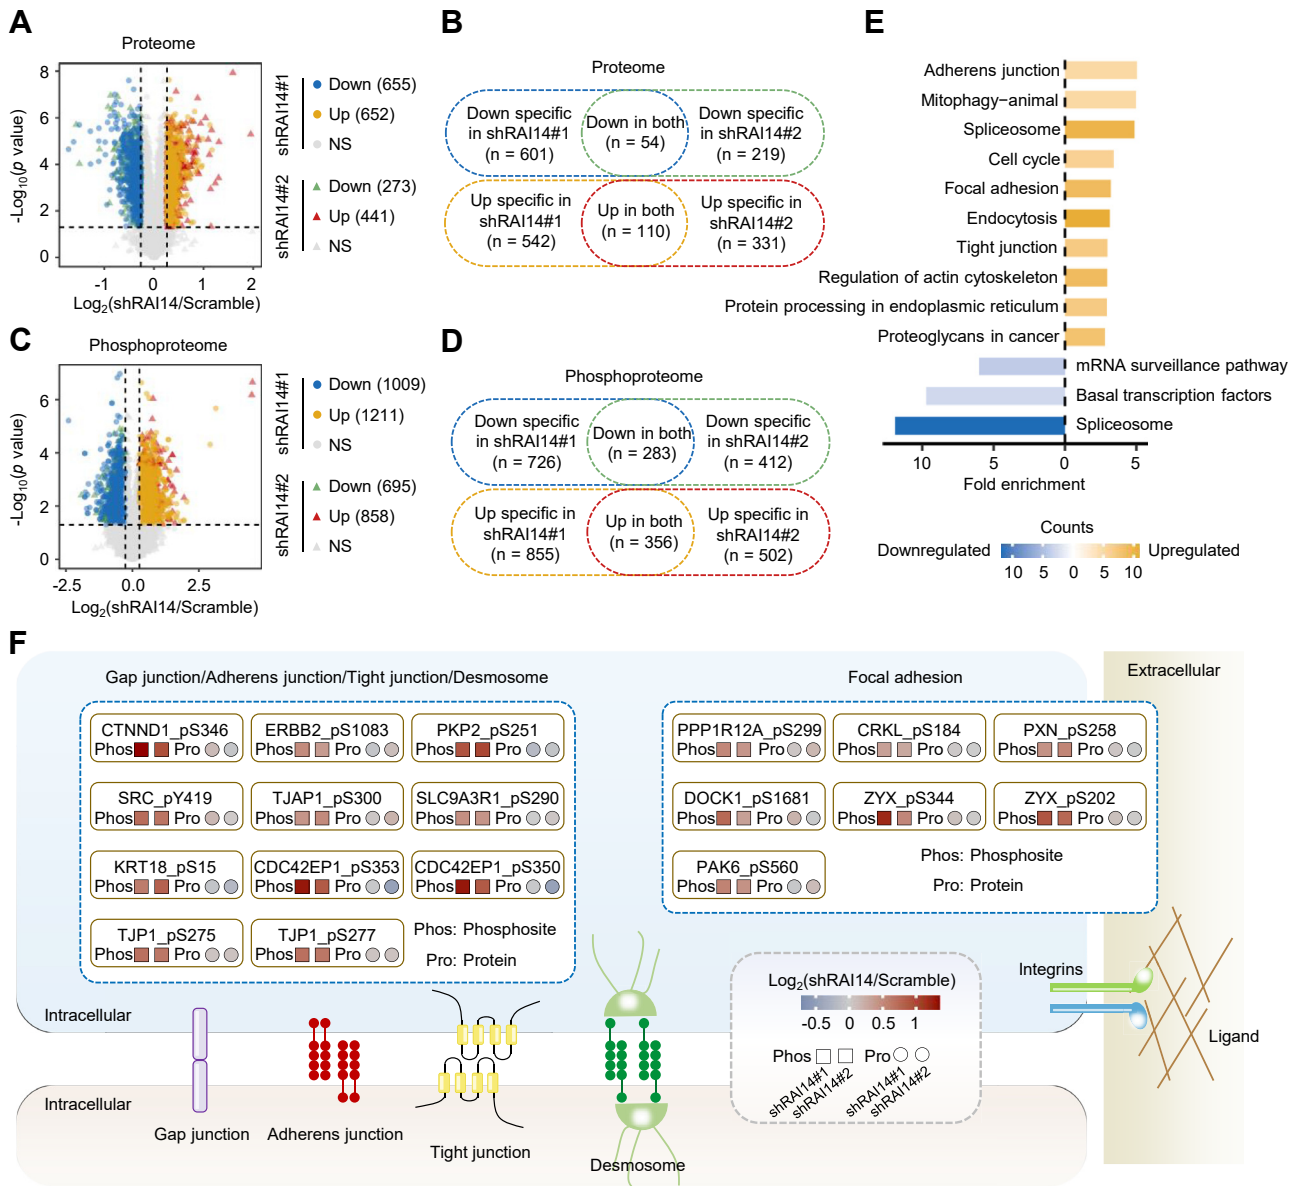 A
Proteome
-Log10(p value)
8
6
4
2
0
-1
0
1
2
Log2(shRAI14/Scramble)
shRAI14#1
Down (655)
Up (652)
NS
shRAI14#2
Down (273)
Up (441)
NS
B
Proteome
Down specific
in shRAI14#1
(n = 601)
Down in both
(n = 54)
Down specific
in shRAI14#2
(n = 219)
Up specific in
shRAI14#1
(n = 542)
Up in both
(n = 110)
Up specific in
shRAI14#2
(n = 331)
C
Phosphoproteome
-Log10(p value)
6
4
2
0
-2.5
0.0
2.5
Log2(shRAI14/Scramble)
shRAI14#1
Down (1009)
Up (1211)
NS
shRAI14#2
Down (695)
Up (858)
NS
D
Phosphoproteome
Down specific
in shRAI14#1
(n = 726)
Down in both
(n = 283)
Down specific
in shRAI14#2
(n = 412)
Up specific in
shRAI14#1
(n = 855)
Up in both
(n = 356)
Up specific in
shRAI14#2
(n = 502)
E
Adherens junction
Mitophagy−animal
Spliceosome
Cell cycle
Focal adhesion
Endocytosis
Tight junction
Regulation of actin cytoskeleton
Protein processing in endoplasmic reticulum
Proteoglycans in cancer
mRNA surveillance pathway
Basal transcription factors
Spliceosome
10
5
0
5
Fold enrichment
Counts
Downregulated
Upregulated
10
5
0
5
10
F
Gap junction/Adherens junction/Tight junction/Desmosome
CTNND1_pS346
Phos Pro
ERBB2_pS1083
Phos Pro
PKP2_pS251
Phos Pro
SRC_pY419
Phos Pro
TJAP1_pS300
Phos Pro
SLC9A3R1_pS290
Phos Pro
KRT18_pS15
Phos Pro
CDC42EP1_pS353
Phos Pro
CDC42EP1_pS350
Phos Pro
TJP1_pS275
Phos Pro
TJP1_pS277
Phos Pro
Phos: Phosphosite
Pro: Protein
Focal adhesion
PPP1R12A_pS299
Phos Pro
CRKL_pS184
Phos Pro
PXN_pS258
Phos Pro
DOCK1_pS1681
Phos Pro
ZYX_pS344
Phos Pro
ZYX_pS202
Phos Pro
PAK6_pS560
Phos Pro
Phos: Phosphosite
Pro: Protein
Extracellular
Integrins
Ligand
Intracellular
Intracellular
Gap junction
Adherens junction
Tight junction
Desmosome
Log2(shRAI14/Scramble)
-0.5
0
0.5
1
Phos
Pro
shRAI14#1
shRAI14#2
shRAI14#1
shRAI14#2